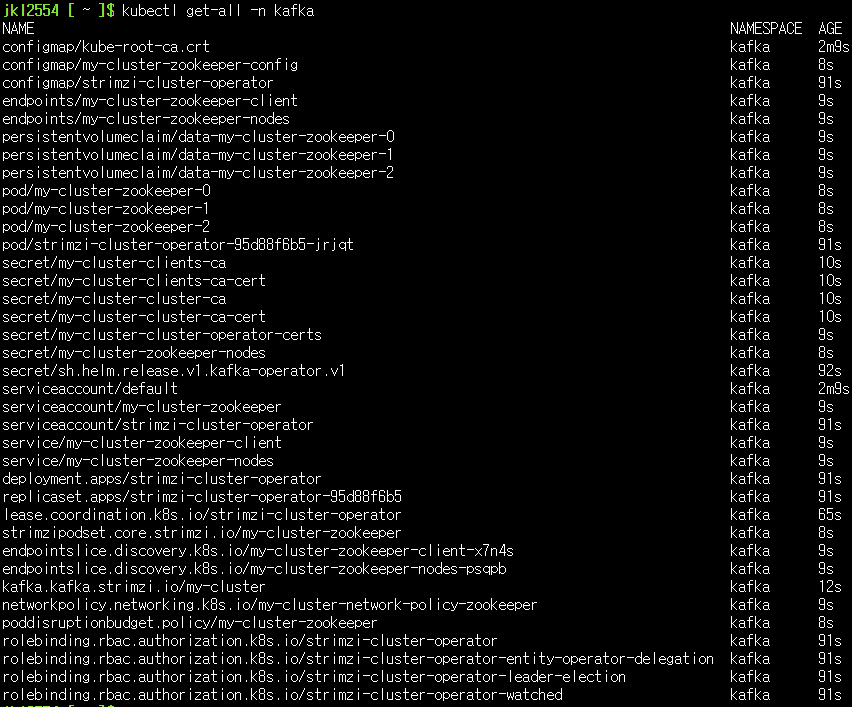 jkl2554 [ ~ ]$ kubectl get-all -n kafka
NAME NAMESPACE AGE
configmap/kube-root-ca.crt kafka 2m9s
configmap/my-cluster-zookeeper-config kafka 8s
configmap/strimzi-cluster-operator kafka 91s
endpoints/my-cluster-zookeeper-client kafka 9s
endpoints/my-cluster-zookeeper-nodes kafka 9s
persistentvolumeclaim/data-my-cluster-zookeeper-0 kafka 9s
persistentvolumeclaim/data-my-cluster-zookeeper-1 kafka 9s
persistentvolumeclaim/data-my-cluster-zookeeper-2 kafka 9s
pod/my-cluster-zookeeper-0 kafka 8s
pod/my-cluster-zookeeper-1 kafka 8s
pod/my-cluster-zookeeper-2 kafka 8s
pod/strimzi-cluster-operator-95d88f6b5-jrjqt kafka 91s
secret/my-cluster-clients-ca kafka 10s
secret/my-cluster-clients-ca-cert kafka 10s
secret/my-cluster-cluster-ca kafka 10s
secret/my-cluster-cluster-ca-cert kafka 10s
secret/my-cluster-cluster-operator-certs kafka 9s
secret/my-cluster-zookeeper-nodes kafka 8s
secret/sh.helm.release.v1.kafka-operator.v1 kafka 92s
serviceaccount/default kafka 2m9s
serviceaccount/my-cluster-zookeeper kafka 9s
serviceaccount/strimzi-cluster-operator kafka 91s
service/my-cluster-zookeeper-client kafka 9s
service/my-cluster-zookeeper-nodes kafka 9s
deployment.apps/strimzi-cluster-operator kafka 91s
replicaset.apps/strimzi-cluster-operator-95d88f6b5 kafka 91s
lease.coordination.k8s.io/strimzi-cluster-operator kafka 65s
strimzipodset.core.strimzi.io/my-cluster-zookeeper kafka 8s
endpointslice.discovery.k8s.io/my-cluster-zookeeper-client-x7n4s kafka 9s
endpointslice.discovery.k8s.io/my-cluster-zookeeper-nodes-psqpb kafka 9s
kafka.kafka.strimzi.io/my-cluster kafka 12s
networkpolicy.networking.k8s.io/my-cluster-network-policy-zookeeper kafka 9s
poddisruptionbudget.policy/my-cluster-zookeeper kafka 8s
rolebinding.rbac.authorization.k8s.io/strimzi-cluster-operator kafka 91s
rolebinding.rbac.authorization.k8s.io/strimzi-cluster-operator-entity-operator-delegation kafka 91s
rolebinding.rbac.authorization.k8s.io/strimzi-cluster-operator-leader-election kafka 91s
rolebinding.rbac.authorization.k8s.io/strimzi-cluster-operator-watched kafka 91s